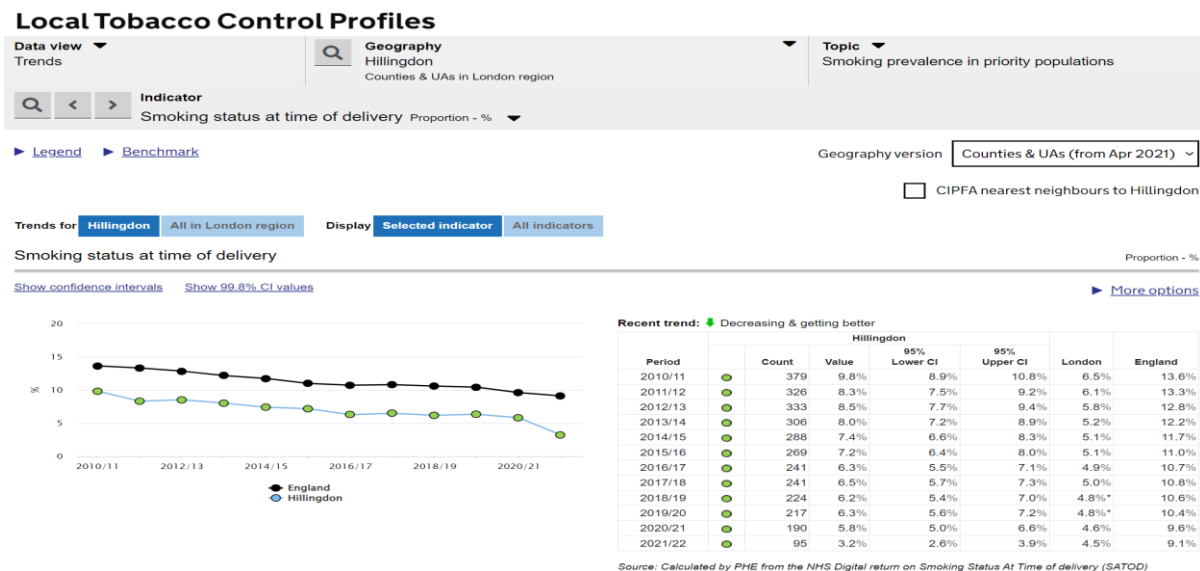 Local Tobacco Control Profiles
Data view
Trends
Geography
Hillingdon
Counties & UAs in London region
Topic
Smoking prevalence in priority populations
Indicator
Smoking status at time of delivery Proportion - %
Legend Benchmark
Geography version Counties & UAs (from Apr 2021)
CIPFA nearest neighbours to Hillingdon
Trends for Hillingdon All in London region Display Selected indicator All indicators
Smoking status at time of delivery Proportion - %
Show confidence intervals Show 99.8% CI values
More options
20
15
10
5
0
%
2010/11 2012/13 2014/15 2016/17 2018/19 2020/21
England
Hillingdon
Recent trend: Decreasing & getting better
Hillingdon
Period Count Value 95% Lower CI 95% Upper CI London England
2010/11 379 9.8% 8.9% 10.8% 6.5% 13.6%
2011/12 326 8.3% 7.5% 9.2% 6.1% 13.3%
2012/13 333 8.5% 7.7% 9.4% 5.8% 12.8%
2013/14 306 8.0% 7.2% 8.9% 5.2% 12.2%
2014/15 288 7.4% 6.6% 8.3% 5.1% 11.7%
2015/16 269 7.2% 6.4% 8.0% 5.1% 11.0%
2016/17 241 6.3% 5.5% 7.1% 4.9% 10.7%
2017/18 241 6.5% 5.7% 7.3% 5.0% 10.8%
2018/19 224 6.2% 5.4% 7.0% 4.8%* 10.6%
2019/20 217 6.3% 5.6% 7.2% 4.8%* 10.4%
2020/21 190 5.8% 5.0% 6.6% 4.6% 9.6%
2021/22 95 3.2% 2.6% 3.9% 4.5% 9.1%
Source: Calculated by PHE from the NHS Digital return on Smoking Status At Time of delivery (SATOD)